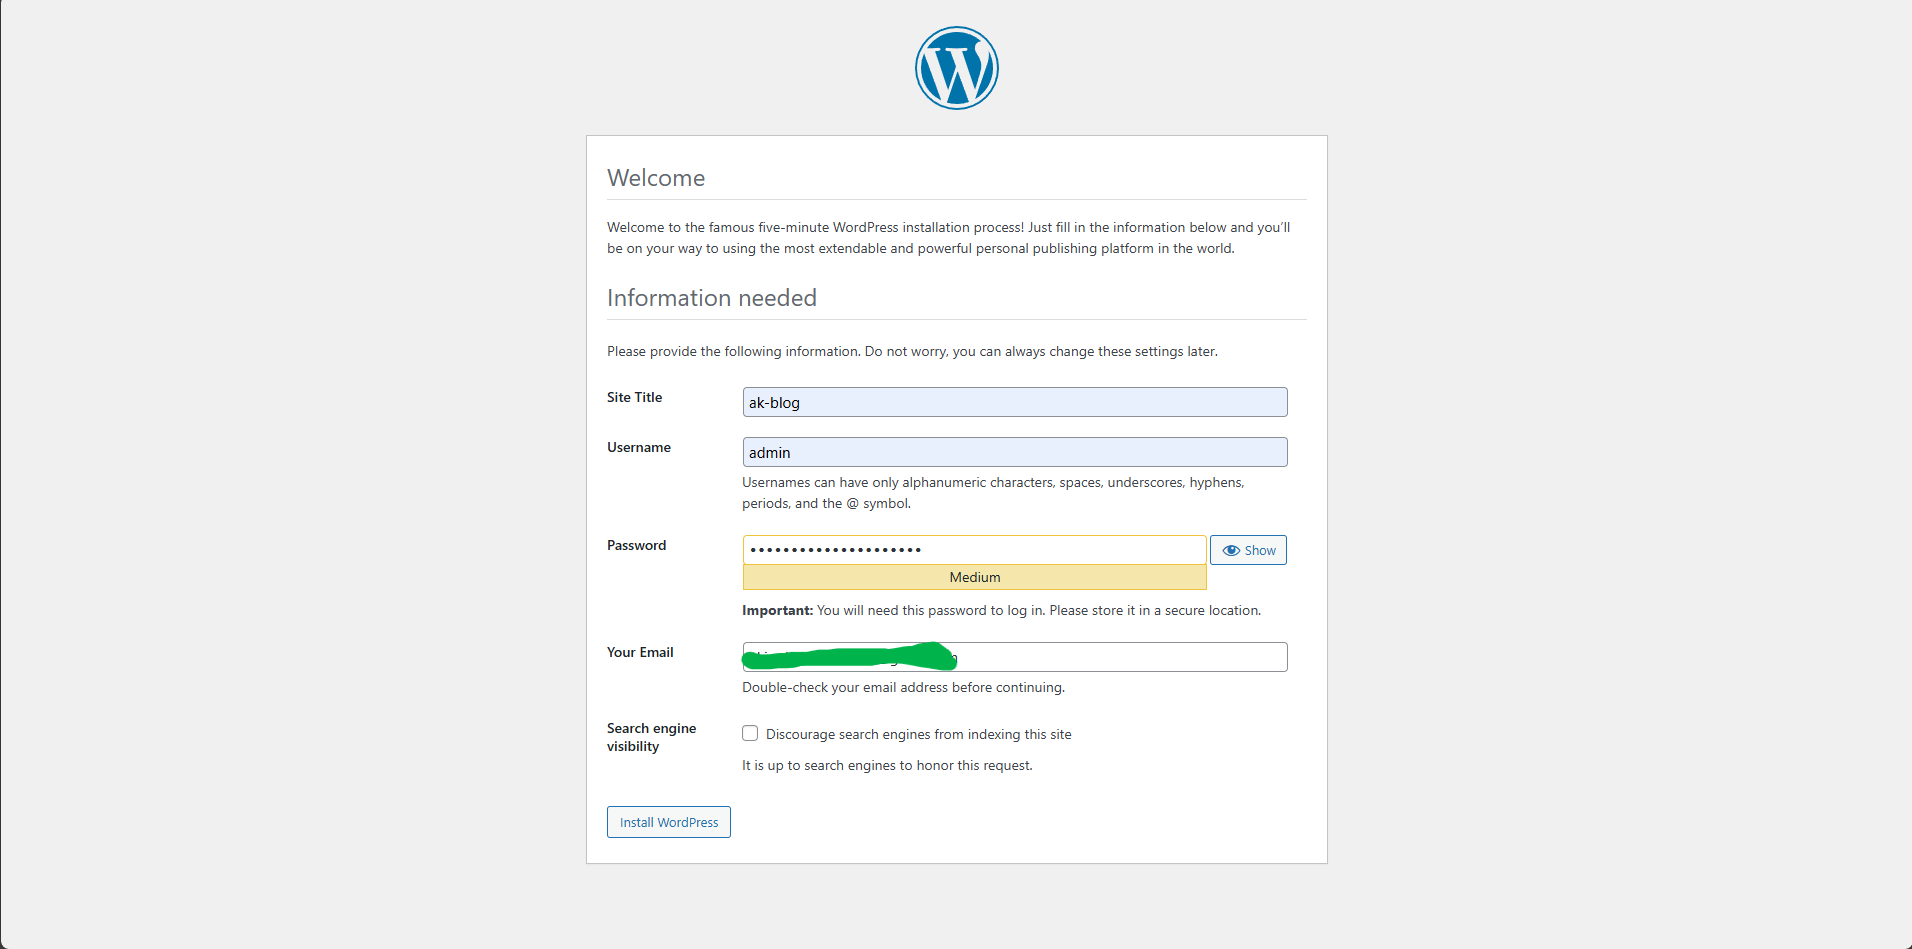 Welcome
Welcome to the famous five-minute WordPress installation process! Just fill in the information below and you’ll
be on your way to using the most extendable and powerful personal publishing platform in the world.
Information needed
Please provide the following information. Do not worry, you can always change these settings later.
Site Title
ak-blog
Username
admin
Usernames can have only alphanumeric characters, spaces, underscores, hyphens,
periods, and the @ symbol.
Password
•••••••••••••••••••••
Show
Medium
Important: You will need this password to log in. Please store it in a secure location.
Your Email
Double-check your email address before continuing.
Search engine
visibility
Discourage search engines from indexing this site
It is up to search engines to honor this request.
Install WordPress